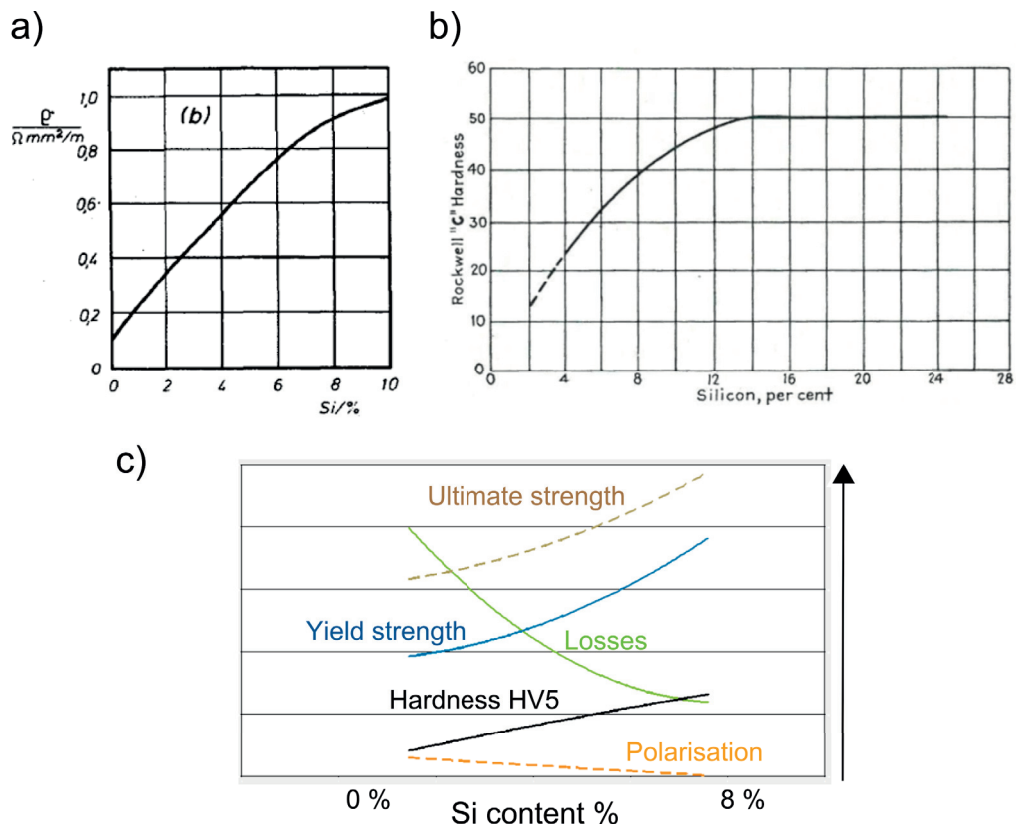 a)
ϱ
Ω mm²/m
(b)
1,0
0,8
0,6
0,4
0,2
0
0 2 4 6 8 10
Si/%
b)
Rockwell "C" Hardness
60
50
40
30
20
10
0
0 4 8 12 16 20 24 28
Silicon, per cent
c)
Ultimate strength
Yield strength
Losses
Hardness HV5
Polarisation
0 % 8 %
Si content %